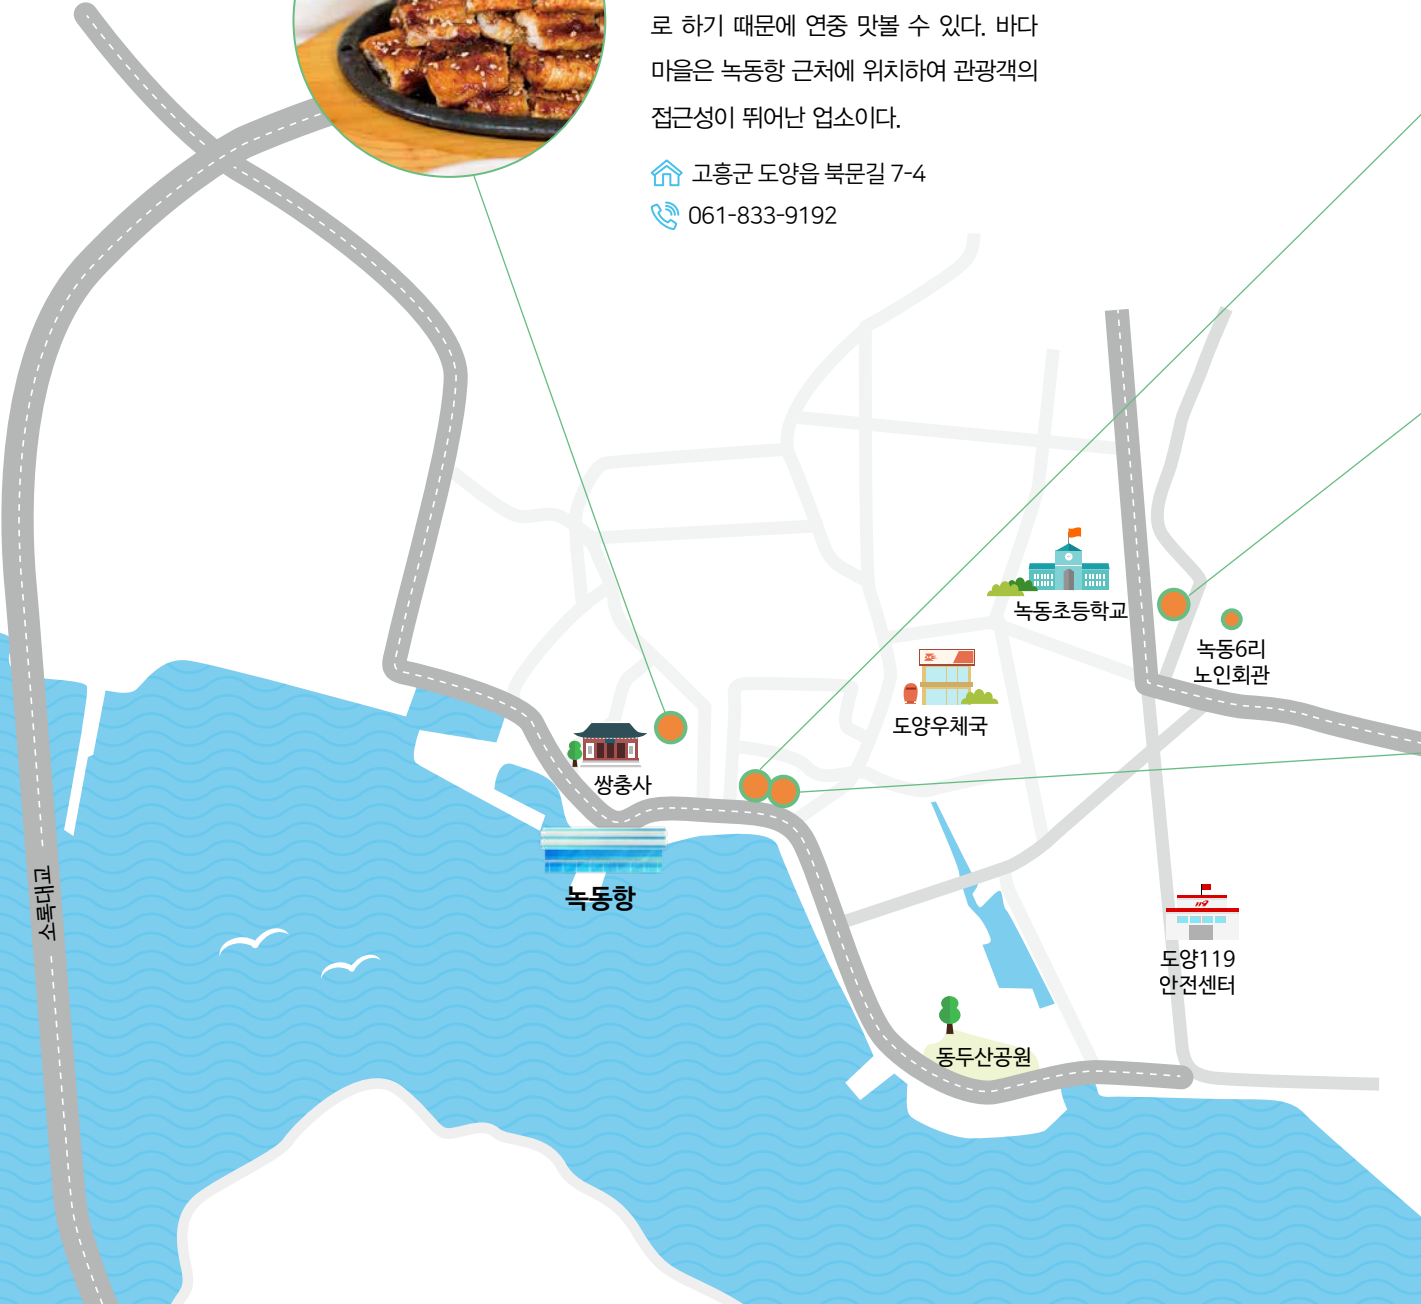 로 하기 때문에 연중 맛볼 수 있다. 바다
마을은 녹동항 근처에 위치하여 관광객의
접근성이 뛰어난 업소이다.
고흥군 도양읍 북문길 7-4
061-833-9192
녹동초등학교
녹동6리
노인회관
도양우체국
쌍충사
녹동항
소록대교
도양119
안전센터
동두산공원